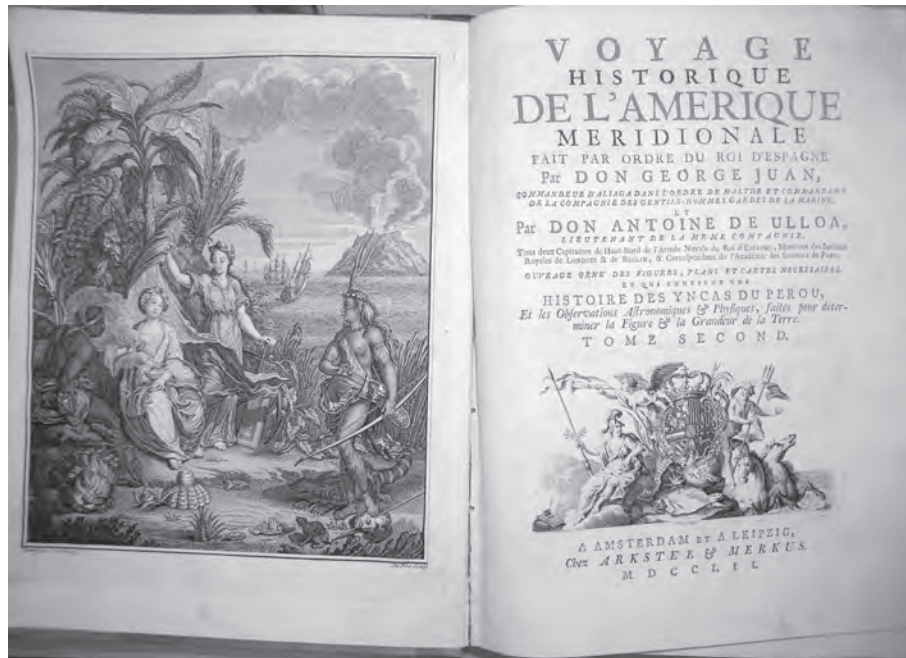 VOYAGE
HISTORIQUE
DE L'AMERIQUE
MERIDIONALE
FAIT PAR ORDRE DU ROI D'ESPAGNE
Par DON GEORGE JUAN,
COMMANDEUR D'ALIAGA DANS L'ORDRE DE MALTHE ET COMMANDANT
DE LA COMPAGNIE DES GENTILS-HOMMES GARDES DE LA MARINE,
ET
Par DON ANTOINE DE ULLOA,
LIEUTENANT DE LA MEME COMPAGNIE,
Tous deux Capitaines de Haut-Bord de l'Armée Navale du Roi d'Espagne, Membres des Sociétés
Royales de Londres & de Berlin, & Correspondans de l'Academie des Sciences de Paris.
OUVRAGE ORNÉ DES FIGURES, PLANS ET CARTES NECESSAIRES.
ET QUI CONTIENT UNE
HISTOIRE DES YNCAS DU PEROU,
Et les Observations Astronomiques & Physiques, faites pour déter-
miner la Figure & la Grandeur de la Terre.
TOME SECOND.
A AMSTERDAM ET A LEIPZIG,
Chez ARKSTE'E & MERKUS.
MDCCLII.